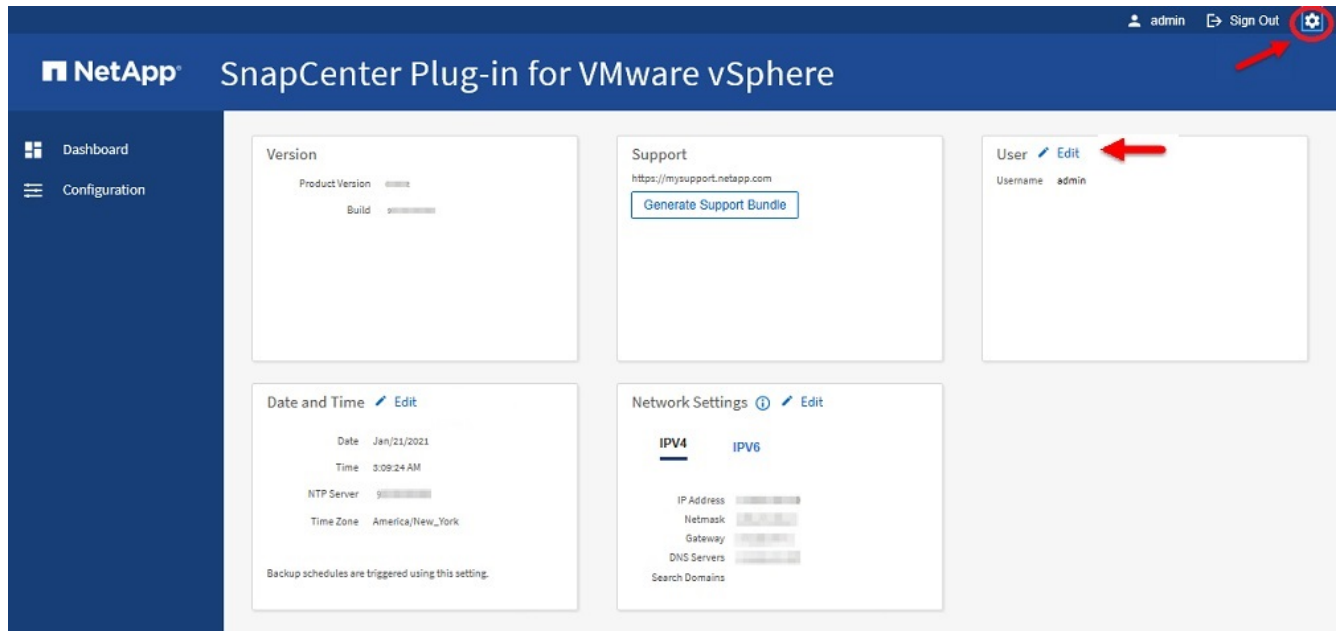 admin Sign Out
NetApp® SnapCenter Plug-in for VMware vSphere
Dashboard
Configuration
Version
Product Version
Build
Support
https://mysupport.netapp.com
Generate Support Bundle
User Edit
Username admin
Date and Time Edit
Date Jan/21/2021
Time 3:09:24 AM
NTP Server
Time Zone America/New_York
Backup schedules are triggered using this setting.
Network Settings Edit
IPV4 IPV6
IP Address
Netmask
Gateway
DNS Servers
Search Domains